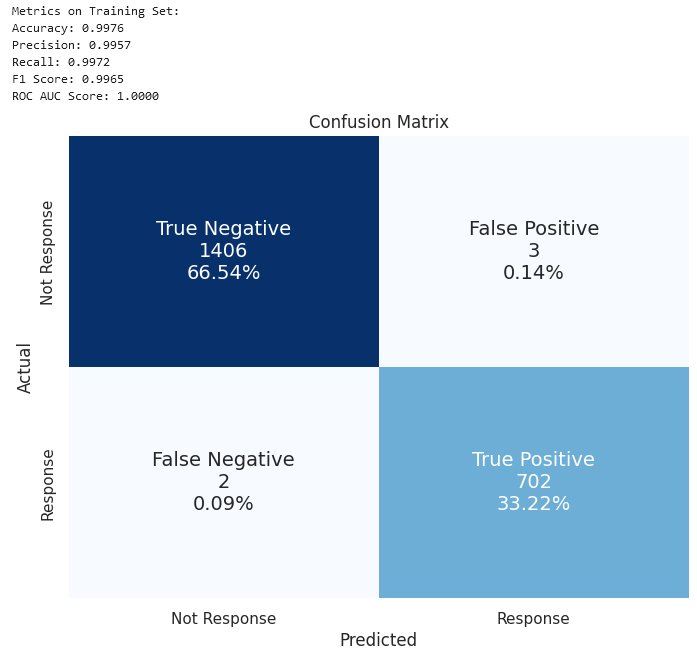 Metrics on Training Set:
Accuracy: 0.9976
Precision: 0.9957
Recall: 0.9972
F1 Score: 0.9965
ROC AUC Score: 1.0000
Confusion Matrix
Actual
Not Response
True Negative
1406
66.54%
False Positive
3
0.14%
Response
False Negative
2
0.09%
True Positive
702
33.22%
Not Response
Response
Predicted